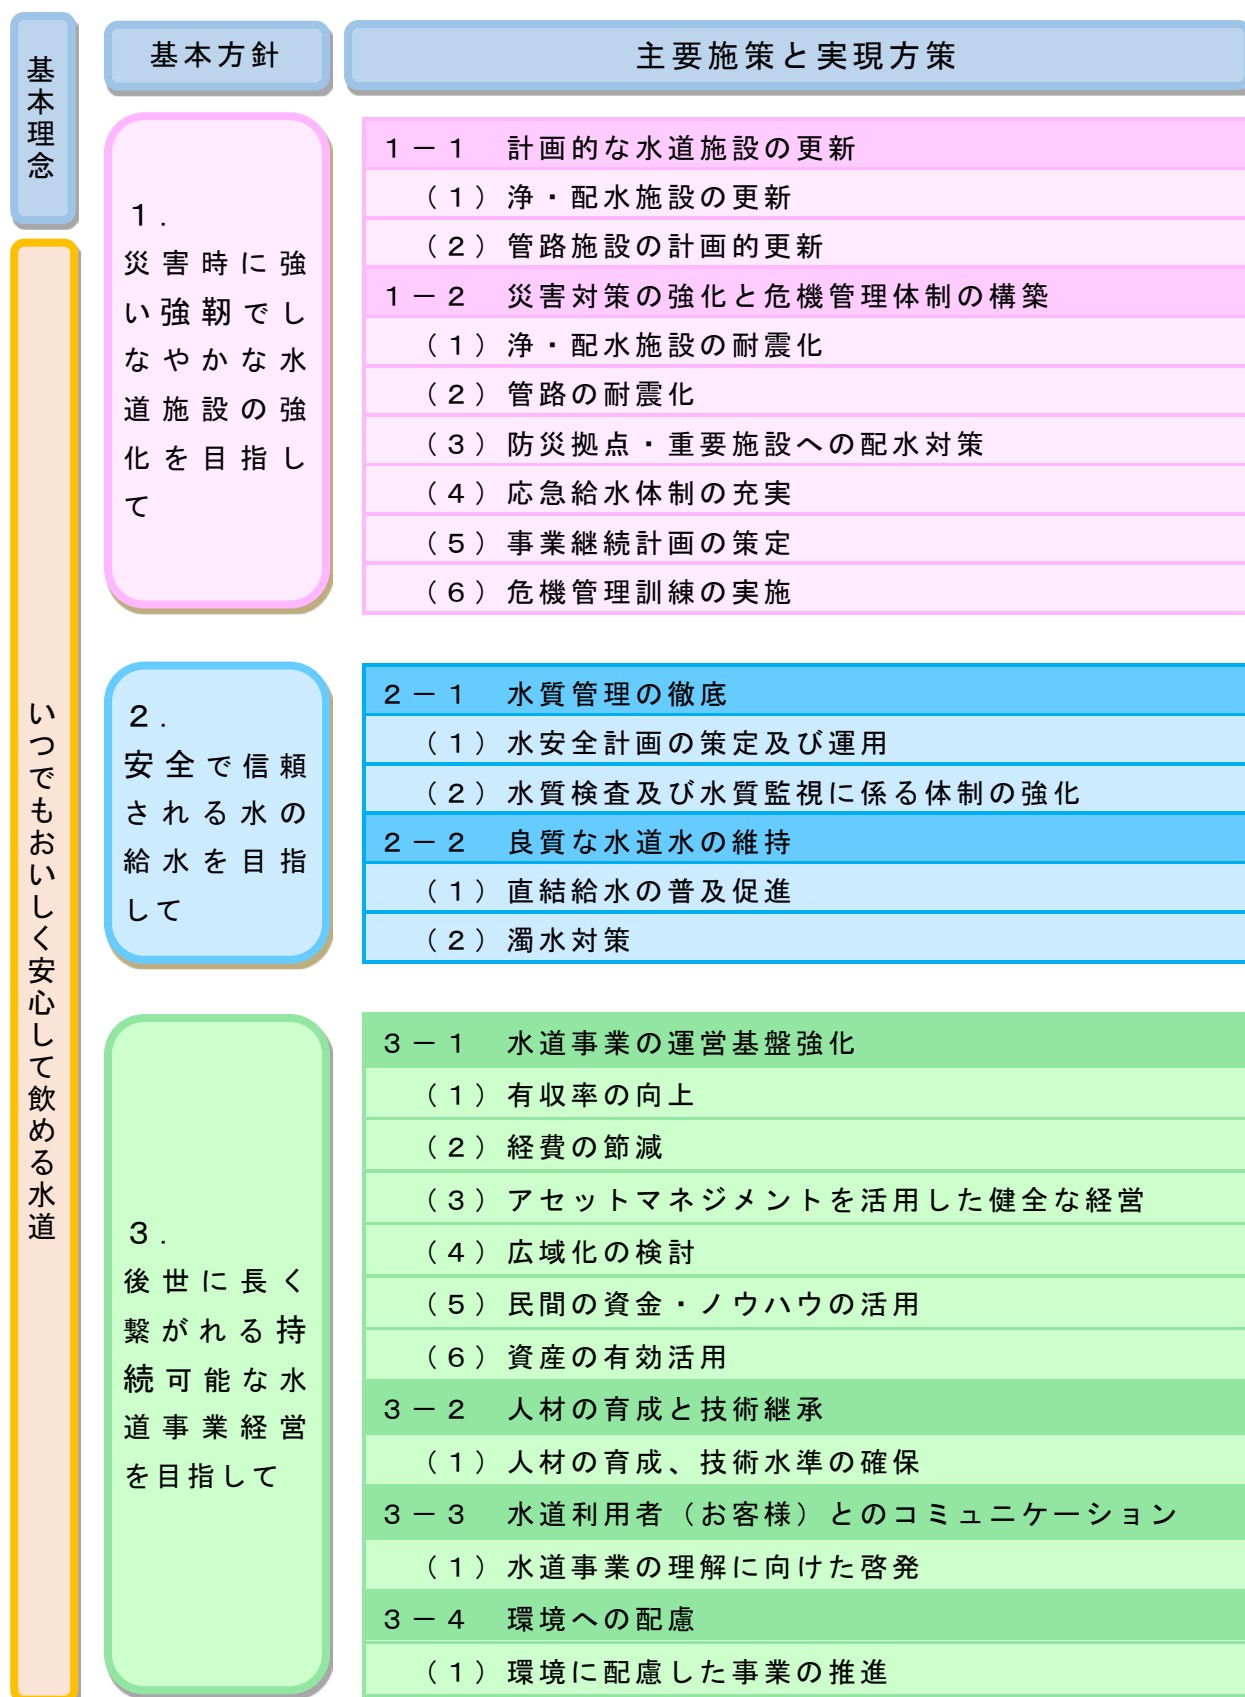 基本理念
いつでもおいしく安心して飲める水道
基本方針
主要施策と実現方策
１．
災害時に強
い強靭でし
なやかな水
道施設の強
化を目指し
て
１－１　計画的な水道施設の更新
（１）浄・配水施設の更新
（２）管路施設の計画的更新
１－２　災害対策の強化と危機管理体制の構築
（１）浄・配水施設の耐震化
（２）管路の耐震化
（３）防災拠点・重要施設への配水対策
（４）応急給水体制の充実
（５）事業継続計画の策定
（６）危機管理訓練の実施
２．
安全で信頼
される水の
給水を目指
して
２－１　水質管理の徹底
（１）水安全計画の策定及び運用
（２）水質検査及び水質監視に係る体制の強化
２－２　良質な水道水の維持
（１）直結給水の普及促進
（２）濁水対策
３．
後世に長く
繋がれる持
続可能な水
道事業経営
を目指して
３－１　水道事業の運営基盤強化
（１）有収率の向上
（２）経費の節減
（３）アセットマネジメントを活用した健全な経営
（４）広域化の検討
（５）民間の資金・ノウハウの活用
（６）資産の有効活用
３－２　人材の育成と技術継承
（１）人材の育成、技術水準の確保
３－３　水道利用者（お客様）とのコミュニケーション
（１）水道事業の理解に向けた啓発
３－４　環境への配慮
（１）環境に配慮した事業の推進